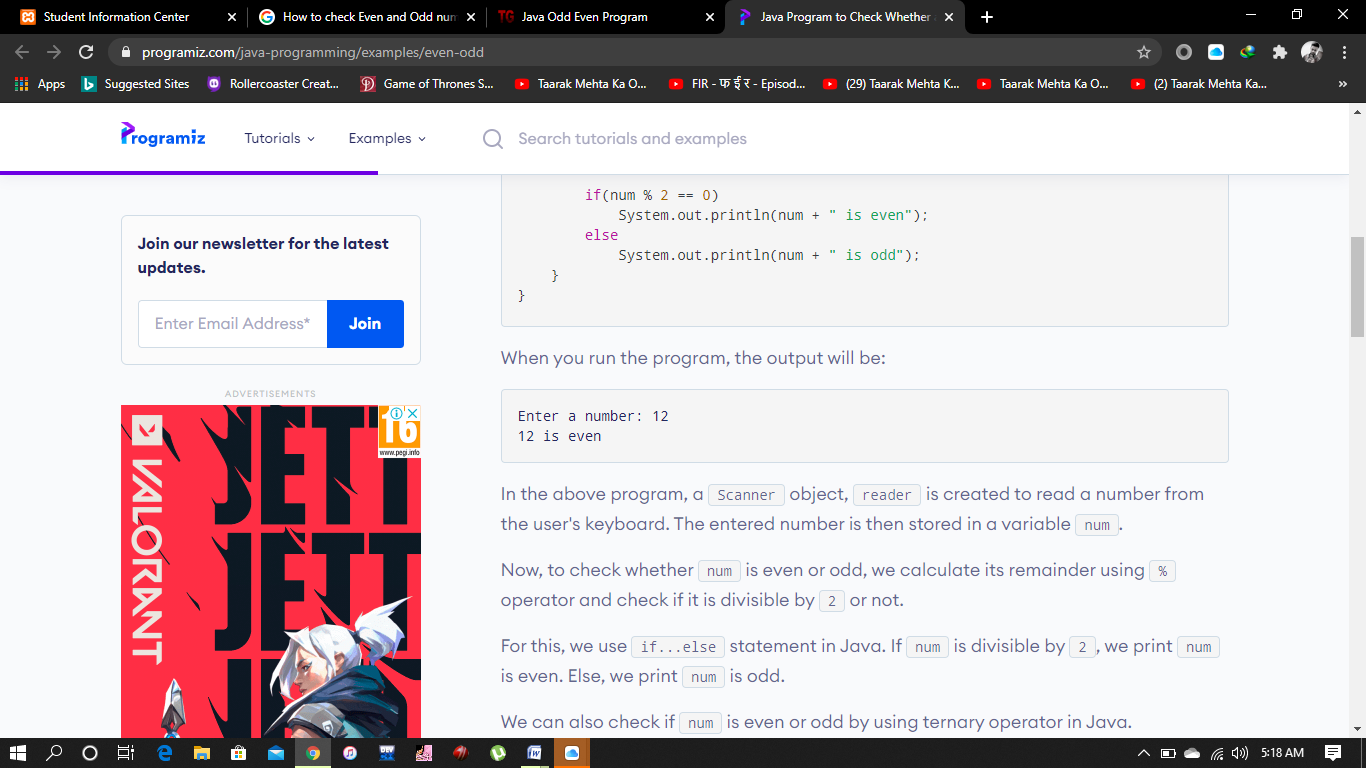 Student Information Center
How to check Even and Odd num
Java Odd Even Program
Java Program to Check Whether
programiz.com/java-programming/examples/even-odd
Apps
Suggested Sites
Rollercoaster Creat...
Game of Thrones S...
Taarak Mehta Ka O...
FIR - फ ई र - Episod...
(29) Taarak Mehta K...
Taarak Mehta Ka O...
(2) Taarak Mehta Ka...
Programiz
Tutorials
Examples
Search tutorials and examples
Join our newsletter for the latest
updates.
Enter Email Address*
Join
ADVERTISEMENTS
16
www.pegi.info
VALORANT
JETT
JETT
if(num % 2 == 0)
System.out.println(num + " is even");
else
System.out.println(num + " is odd");
}
}
When you run the program, the output will be:
Enter a number: 12
12 is even
In the above program, a Scanner object, reader is created to read a number from
the user's keyboard. The entered number is then stored in a variable num .
Now, to check whether num is even or odd, we calculate its remainder using %
operator and check if it is divisible by 2 or not.
For this, we use if...else statement in Java. If num is divisible by 2 , we print num
is even. Else, we print num is odd.
We can also check if num is even or odd by using ternary operator in Java.
5:18 AM